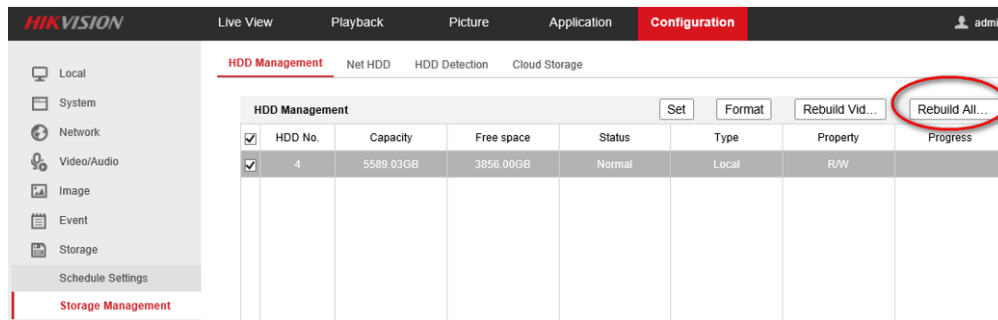 HIKVISION Live View Playback Picture Application Configuration admi
HDD Management Net HDD HDD Detection Cloud Storage
Local
System
Network
Video/Audio
Image
Event
Storage
Schedule Settings
Storage Management
HDD Management Set Format Rebuild Vid... Rebuild All...
HDD No. Capacity Free space Status Type Property Progress
4 5589.03GB 3856.00GB Normal Local R/W